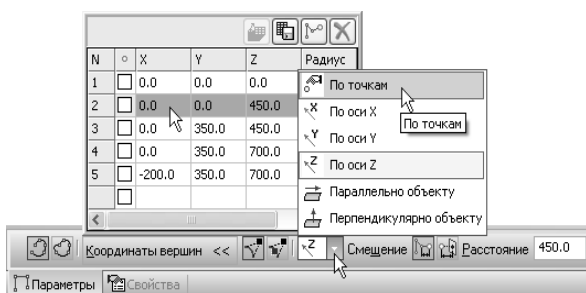 N X Y Z Радиус
1 0.0 0.0 0.0
2 0.0 0.0 450.0
3 0.0 350.0 450.0
4 0.0 350.0 700.0
5 -200.0 350.0 700.0
По точкам
X По оси X
По точкам
Y По оси Y
Z По оси Z
Параллельно объекту
Перпендикулярно объекту
Координаты вершин << Z Смещение Расстояние 450.0
Параметры Свойства